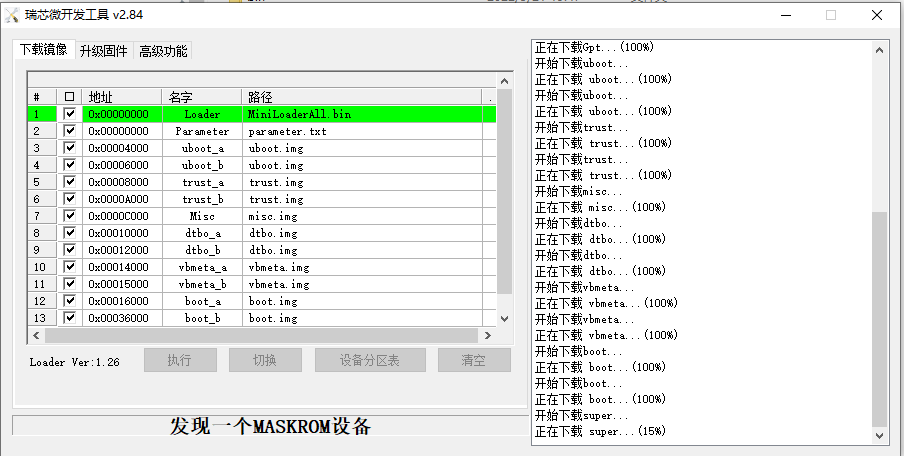 瑞芯微开发工具 v2.84
下载镜像 升级固件 高级功能
# 地址 名字 路径 .
1 0x00000000 Loader MiniLoaderAll.bin
2 0x00000000 Parameter parameter.txt
3 0x00004000 uboot_a uboot.img
4 0x00006000 uboot_b uboot.img
5 0x00008000 trust_a trust.img
6 0x0000A000 trust_b trust.img
7 0x0000C000 Misc misc.img
8 0x00010000 dtbo_a dtbo.img
9 0x00012000 dtbo_b dtbo.img
10 0x00014000 vbmeta_a vbmeta.img
11 0x00015000 vbmeta_b vbmeta.img
12 0x00016000 boot_a boot.img
13 0x00036000 boot_b boot.img
Loader Ver:1.26 执行 切换 设备分区表 清空
发现一个MASKROM设备
正在下载Gpt...(100%)
开始下载uboot...
正在下载 uboot...(100%)
开始下载uboot...
正在下载 uboot...(100%)
开始下载trust...
正在下载 trust...(100%)
开始下载trust...
正在下载 trust...(100%)
开始下载misc...
正在下载 misc...(100%)
开始下载dtbo...
正在下载 dtbo...(100%)
开始下载dtbo...
正在下载 dtbo...(100%)
开始下载vbmeta...
正在下载 vbmeta...(100%)
开始下载vbmeta...
正在下载 vbmeta...(100%)
开始下载boot...
正在下载 boot...(100%)
开始下载boot...
正在下载 boot...(100%)
开始下载super...
正在下载 super...(15%)